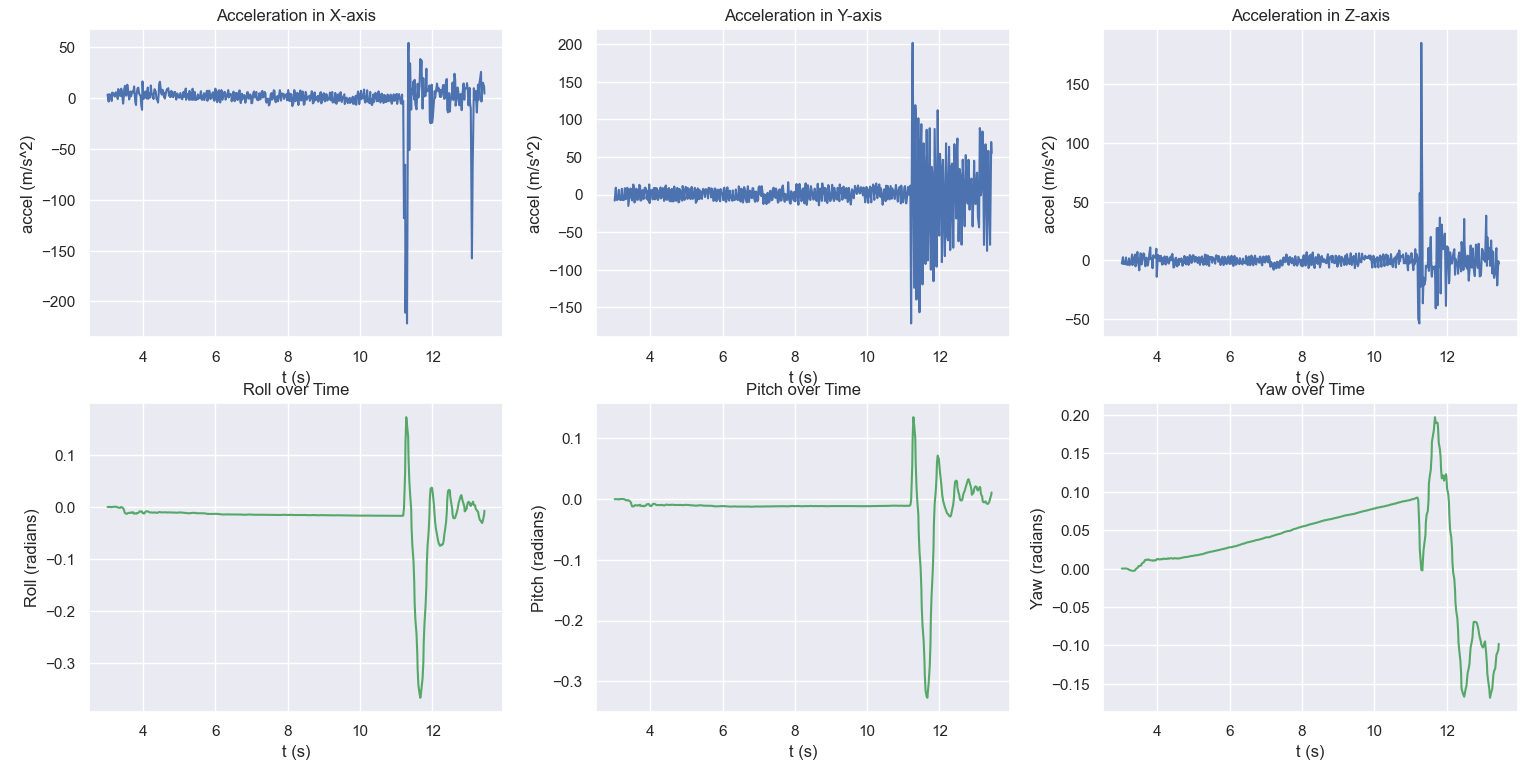 Acceleration in X-axis
accel (m/s^2)
50
0
−50
−100
−150
−200
4 6 8 10 12
t (s)
Acceleration in Y-axis
accel (m/s^2)
200
150
100
50
0
−50
−100
−150
4 6 8 10 12
t (s)
Acceleration in Z-axis
accel (m/s^2)
150
100
50
0
−50
4 6 8 10 12
t (s)
Roll over Time
Roll (radians)
0.1
0.0
−0.1
−0.2
−0.3
4 6 8 10 12
t (s)
Pitch over Time
Pitch (radians)
0.1
0.0
−0.1
−0.2
−0.3
4 6 8 10 12
t (s)
Yaw over Time
Yaw (radians)
0.20
0.15
0.10
0.05
0.00
−0.05
−0.10
−0.15
4 6 8 10 12
t (s)